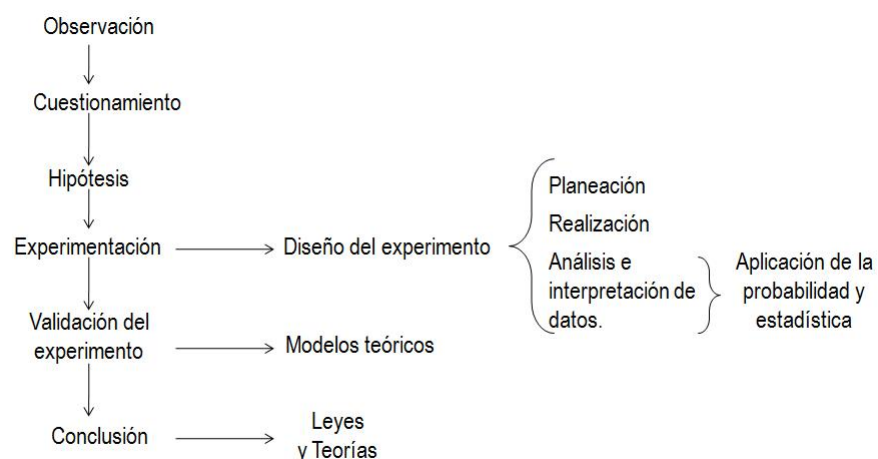 Observación
Cuestionamiento
Hipótesis
Experimentación
Diseño del experimento
Planeación
Realización
Análisis e
interpretación de
datos.
Aplicación de la
probabilidad y
estadística
Validación del
experimento
Modelos teóricos
Conclusión
Leyes
y Teorías